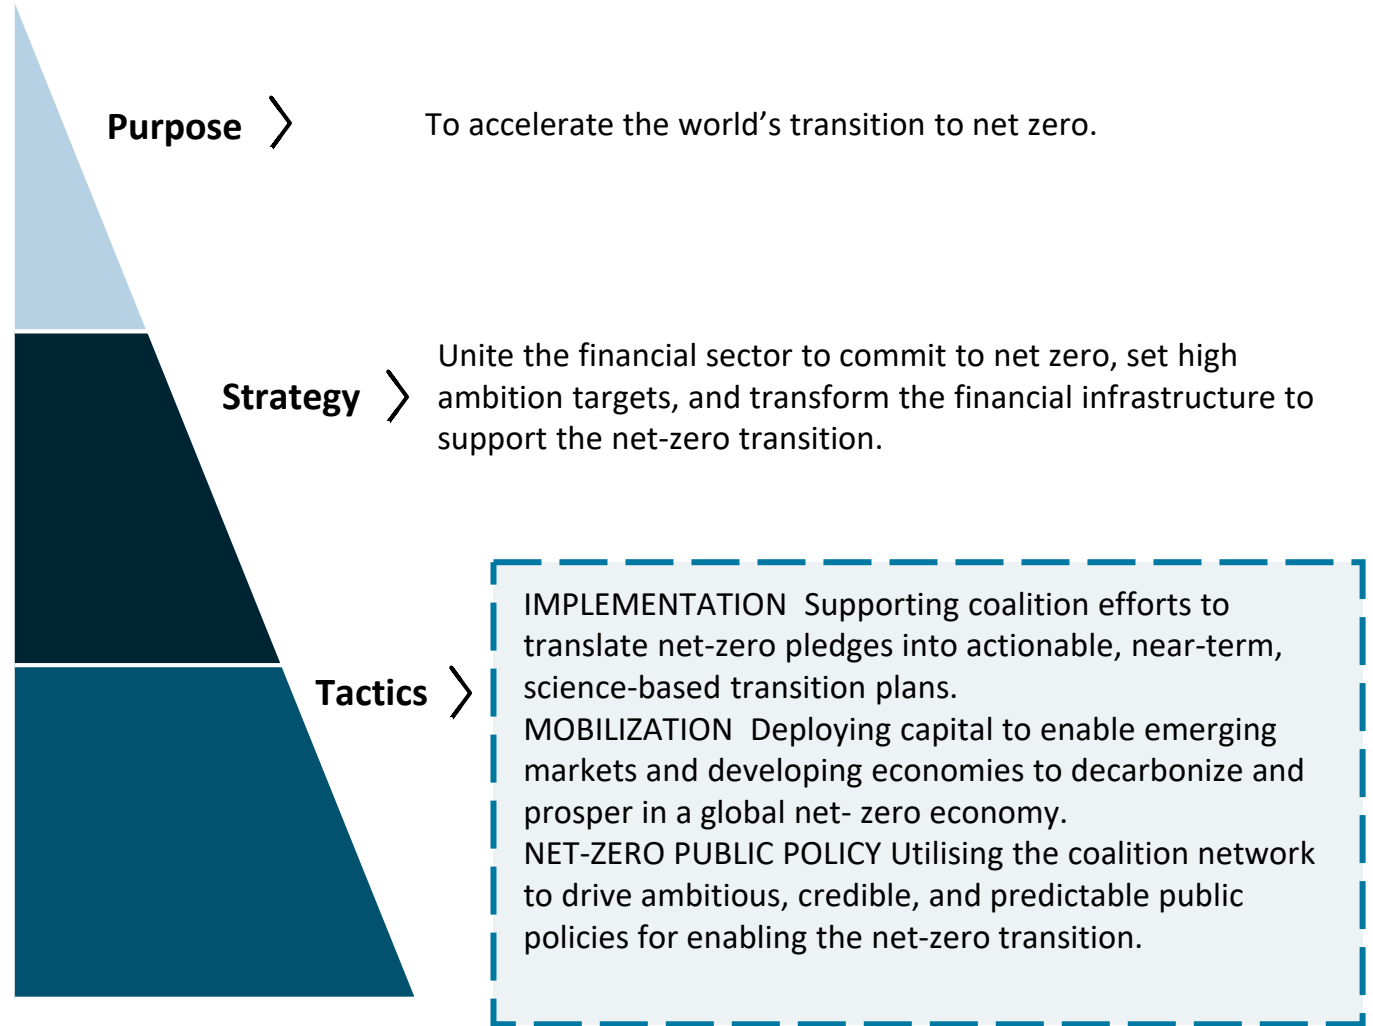 Purpose
To accelerate the world’s transition to net zero.
Strategy
Unite the financial sector to commit to net zero, set high
ambition targets, and transform the financial infrastructure to
support the net-zero transition.
Tactics
IMPLEMENTATION  Supporting coalition efforts to
translate net-zero pledges into actionable, near-term,
science-based transition plans.
MOBILIZATION  Deploying capital to enable emerging
markets and developing economies to decarbonize and
prosper in a global net- zero economy.
NET-ZERO PUBLIC POLICY Utilising the coalition network
to drive ambitious, credible, and predictable public
policies for enabling the net-zero transition.